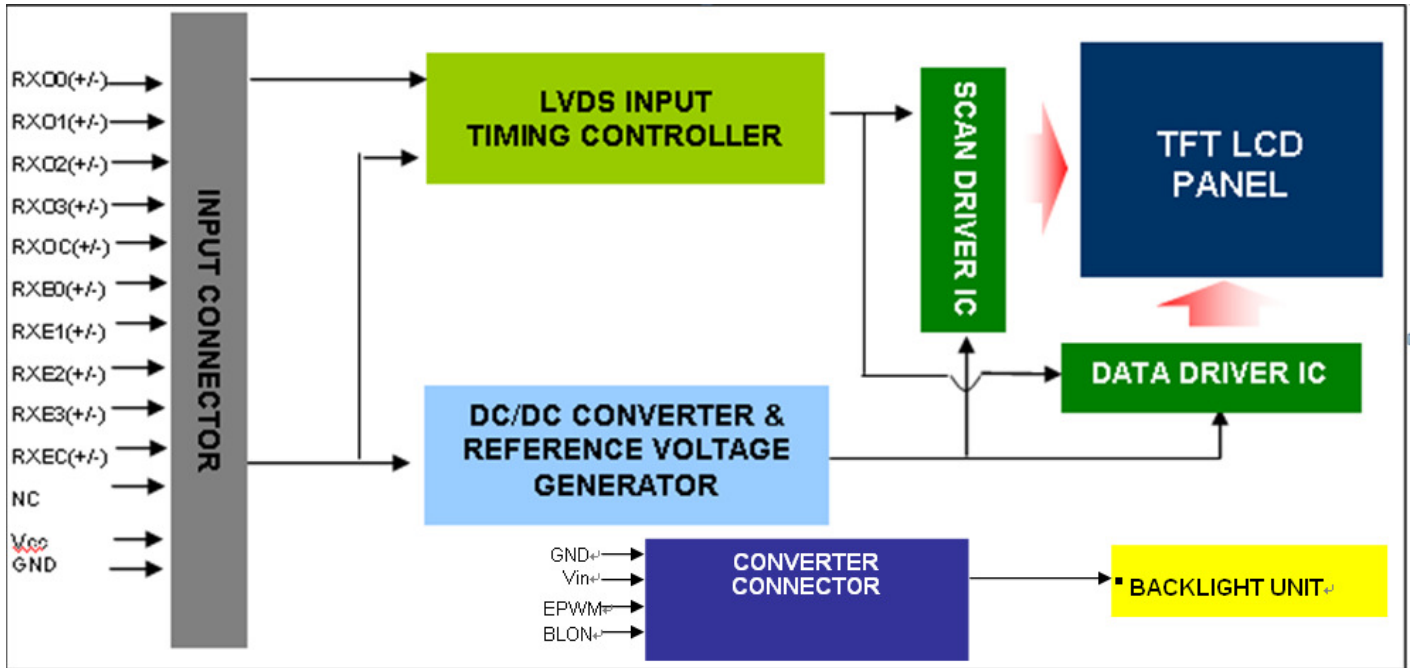 RXO0(+/-)
RXO1(+/-)
RXO2(+/-)
RXO3(+/-)
RXOC(+/-)
RXE0(+/-)
RXE1(+/-)
RXE2(+/-)
RXE3(+/-)
RXEC(+/-)
NC
Vcc
GND
INPUT CONNECTOR
LVDS INPUT
TIMING CONTROLLER
SCAN DRIVER IC
TFT LCD
PANEL
DATA DRIVER IC
DC/DC CONVERTER &
REFERENCE VOLTAGE
GENERATOR
GND↵
Vin↵
EPWM↵
BLON↵
CONVERTER
CONNECTOR
▪ BACKLIGHT UNIT↵